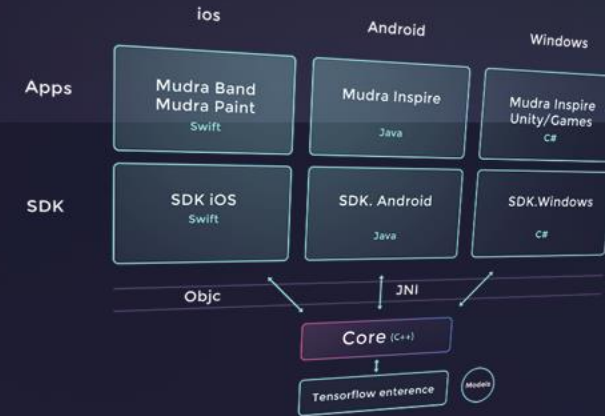 ios
Android
Windows
Apps
Mudra Band
Mudra Paint
Swift
Mudra Inspire
Java
Mudra Inspire
Unity/Games
C#
SDK
SDK iOS
Swift
SDK. Android
Java
SDK.Windows
C#
Objc
JNI
Core (C++)
Tensorflow enterence
Models